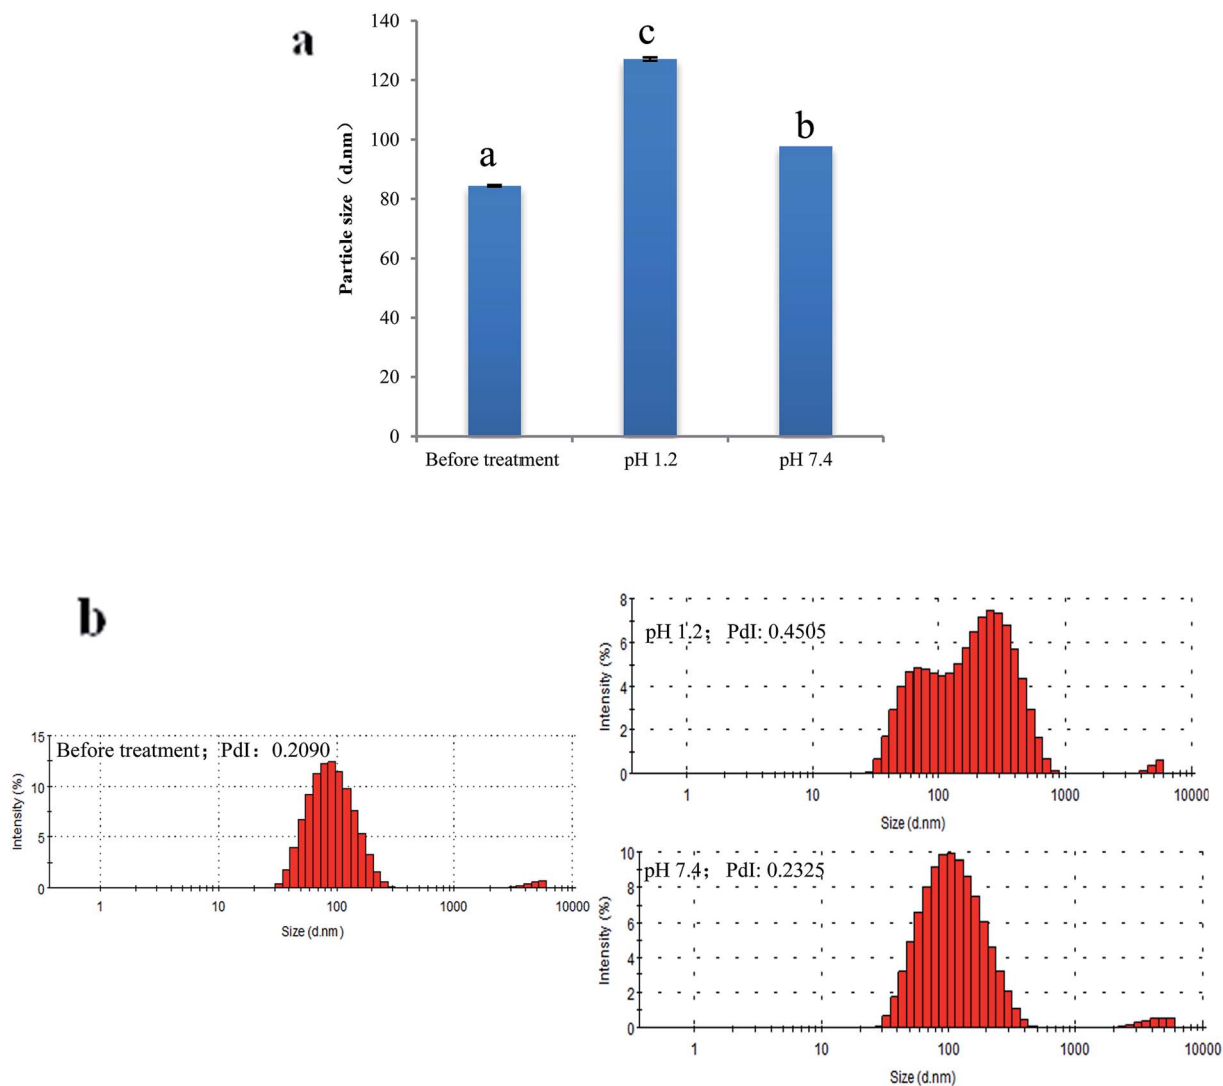 a
140
120
100
80
60
40
20
0
Particle size（d.nm）
a
c
b
Before treatment
pH 1.2
pH 7.4
b
Before treatment；PdI：0.2090
15
10
5
0
Intensity (%)
1
10
100
1000
10000
Size (d.nm)
pH 1.2； PdI: 0.4505
8
6
4
2
0
Intensity (%)
1
10
100
1000
10000
Size (d.nm)
pH 7.4； PdI: 0.2325
10
8
6
4
2
0
Intensity (%)
1
10
100
1000
10000
Size (d.nm)